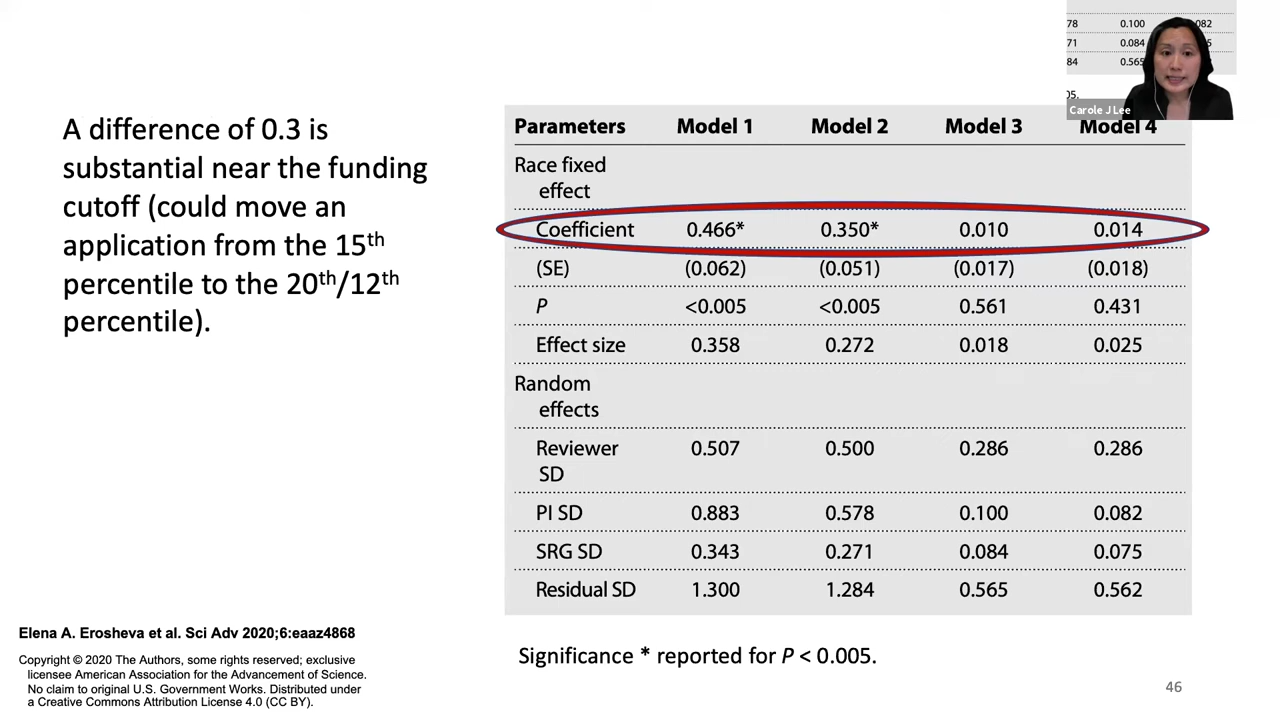 78 0.100 082
71 0.084
84 0.565
05.
Carole J Lee
A difference of 0.3 is
substantial near the funding
cutoff (could move an
application from the 15th
percentile to the 20th/12th
percentile).
Parameters Model 1 Model 2 Model 3 Model 4
Race fixed
effect
Coefficient 0.466* 0.350* 0.010 0.014
(SE) (0.062) (0.051) (0.017) (0.018)
P <0.005 <0.005 0.561 0.431
Effect size 0.358 0.272 0.018 0.025
Random
effects
Reviewer 0.507 0.500 0.286 0.286
SD
PI SD 0.883 0.578 0.100 0.082
SRG SD 0.343 0.271 0.084 0.075
Residual SD 1.300 1.284 0.565 0.562
Significance * reported for P < 0.005.
Elena A. Erosheva et al. Sci Adv 2020;6:eaaz4868
Copyright © 2020 The Authors, some rights reserved; exclusive
licensee American Association for the Advancement of Science.
No claim to original U.S. Government Works. Distributed under
a Creative Commons Attribution License 4.0 (CC BY).
46